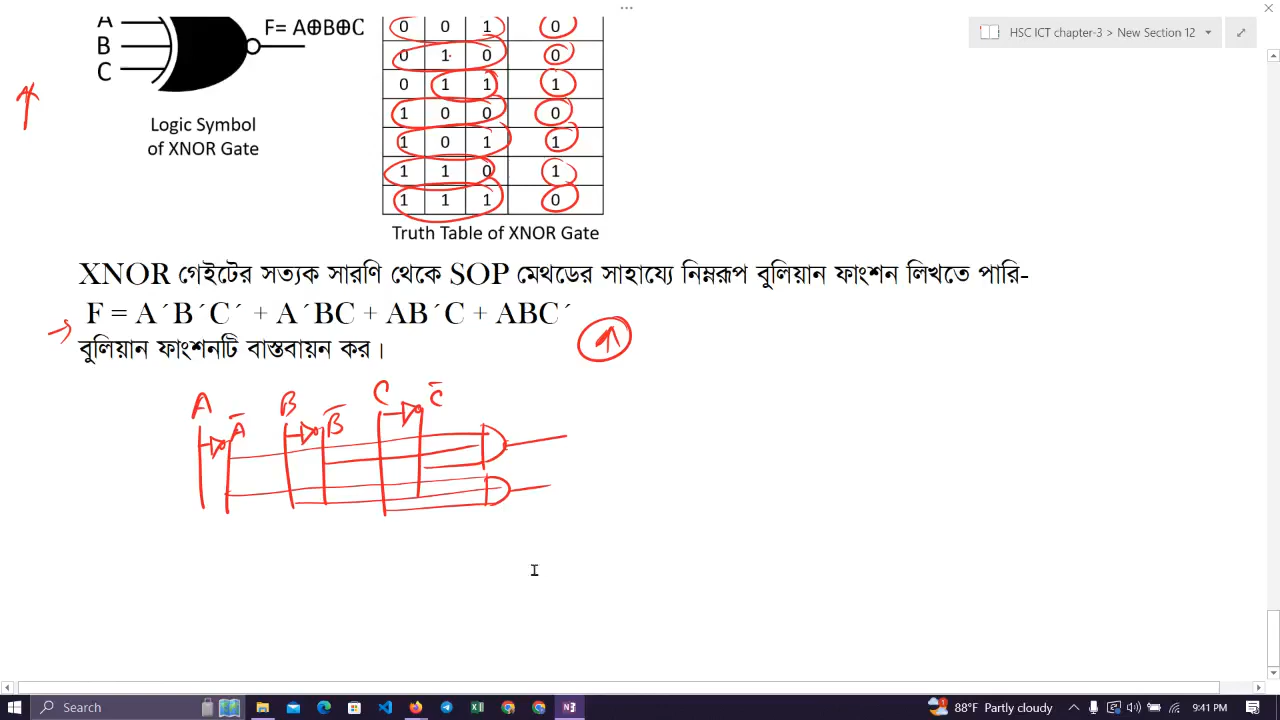 HSC ICT chapter-3 > New Section 12
A
B
C
F= A⊕B⊕C
Logic Symbol
of XNOR Gate
0 0 1 0
0 1 0 0
0 1 1 1
1 0 0 0
1 0 1 1
1 1 0 1
1 1 1 0
Truth Table of XNOR Gate
XNOR গেইটের সত্যক সারণি থেকে SOP মেথডের সাহায্যে নিম্নরূপ বুলিয়ান ফাংশন লিখতে পারি-
F = A´B´C´ + A´BC + AB´C + ABC´
বুলিয়ান ফাংশনটি বাস্তবায়ন কর।
A A̅ B B̅ C C̅
Search
88°F Partly cloudy
9:41 PM